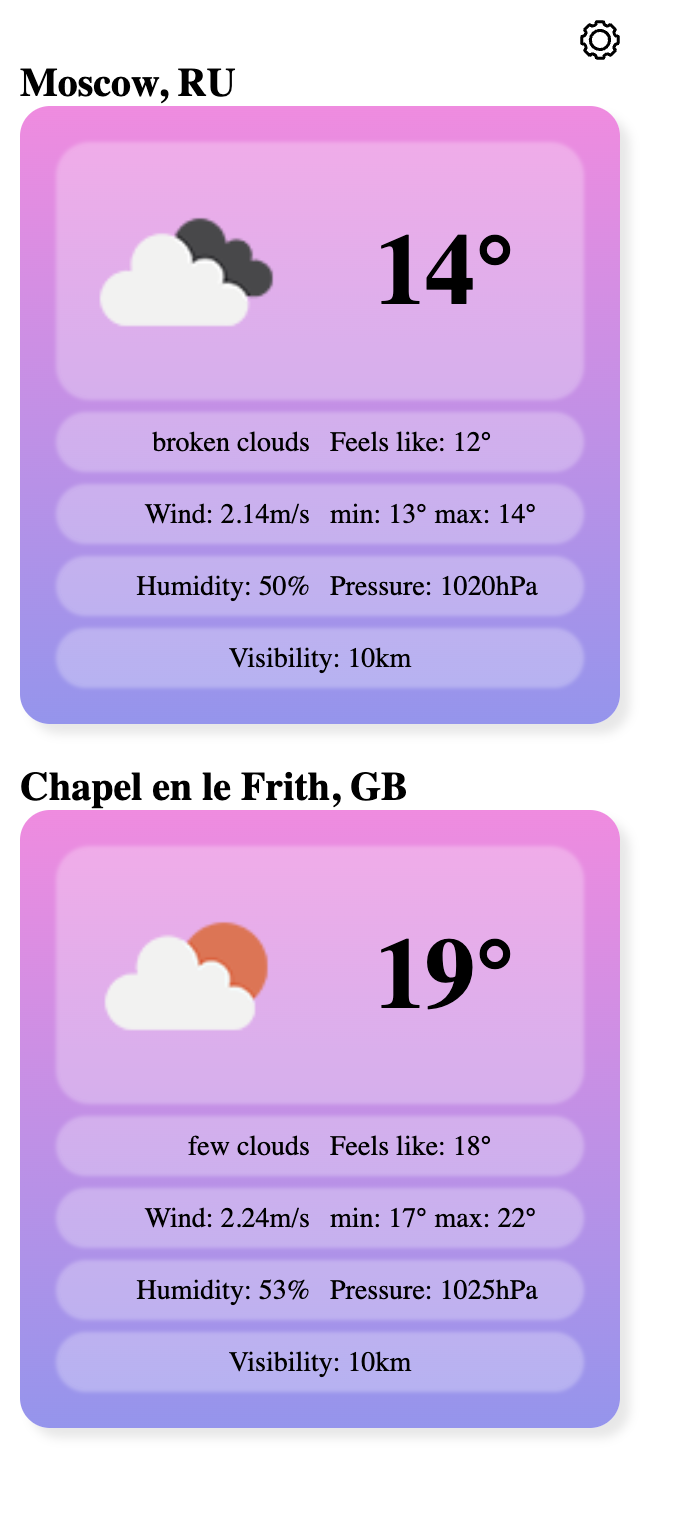 Moscow, RU
14°
broken clouds Feels like: 12°
Wind: 2.14m/s min: 13° max: 14°
Humidity: 50% Pressure: 1020hPa
Visibility: 10km
Chapel en le Frith, GB
19°
few clouds Feels like: 18°
Wind: 2.24m/s min: 17° max: 22°
Humidity: 53% Pressure: 1025hPa
Visibility: 10km